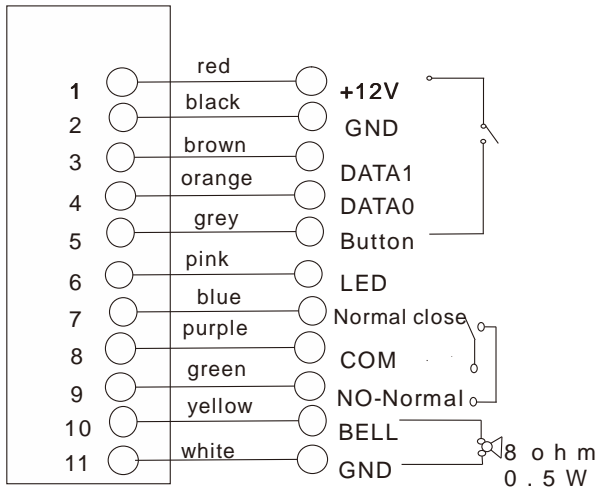 1 red +12V
2 black GND
3 brown DATA1
4 orange DATA0
5 grey Button
6 pink LED
7 blue Normal close
8 purple COM
9 green NO-Normal
10 yellow BELL
11 white GND
8 ohm
0.5W